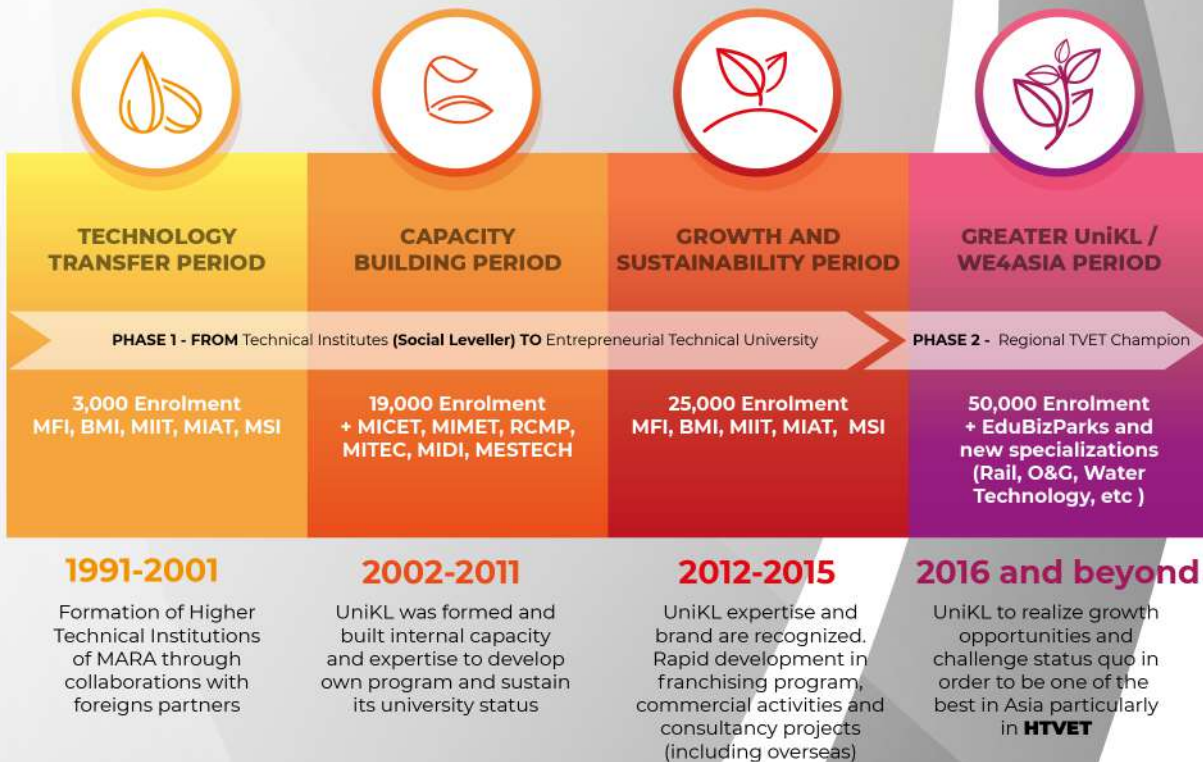 TECHNOLOGY
TRANSFER PERIOD
CAPACITY
BUILDING PERIOD
GROWTH AND
SUSTAINABILITY PERIOD
GREATER UniKL /
WE4ASIA PERIOD
PHASE 1 - FROM Technical Institutes (Social Leveller) TO Entrepreneurial Technical University
PHASE 2 - Regional TVET Champion
3,000 Enrolment
MFI, BMI, MIIT, MIAT, MSI
19,000 Enrolment
+ MICET, MIMET, RCMP,
MITEC, MIDI, MESTECH
25,000 Enrolment
MFI, BMI, MIIT, MIAT, MSI
50,000 Enrolment
+ EduBizParks and
new specializations
(Rail, O&G, Water
Technology, etc )
1991-2001
Formation of Higher
Technical Institutions
of MARA through
collaborations with
foreigns partners
2002-2011
UniKL was formed and
built internal capacity
and expertise to develop
own program and sustain
its university status
2012-2015
UniKL expertise and
brand are recognized.
Rapid development in
franchising program,
commercial activities and
consultancy projects
(including overseas)
2016 and beyond
UniKL to realize growth
opportunities and
challenge status quo in
order to be one of the
best in Asia particularly
in HTVET